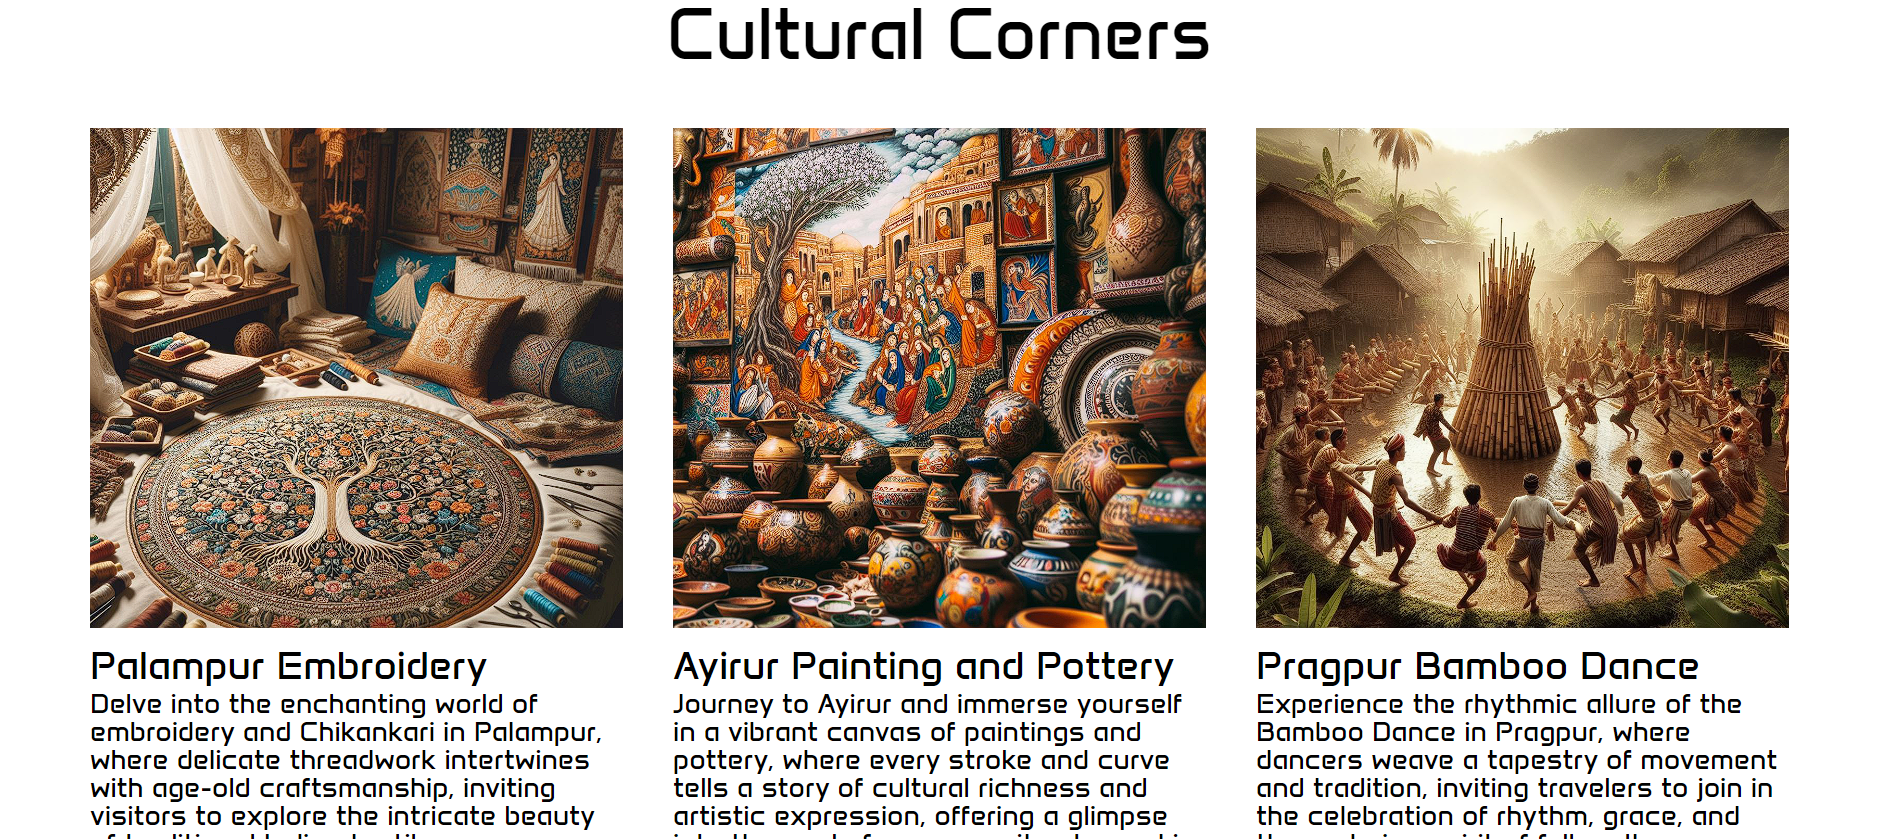 Cultural Corners
Palampur Embroidery
Delve into the enchanting world of
embroidery and Chikankari in Palampur,
where delicate threadwork intertwines
with age-old craftsmanship, inviting
visitors to explore the intricate beauty
Ayirur Painting and Pottery
Journey to Ayirur and immerse yourself
in a vibrant canvas of paintings and
pottery, where every stroke and curve
tells a story of cultural richness and
artistic expression, offering a glimpse
Pragpur Bamboo Dance
Experience the rhythmic allure of the
Bamboo Dance in Pragpur, where
dancers weave a tapestry of movement
and tradition, inviting travelers to join in
the celebration of rhythm, grace, and